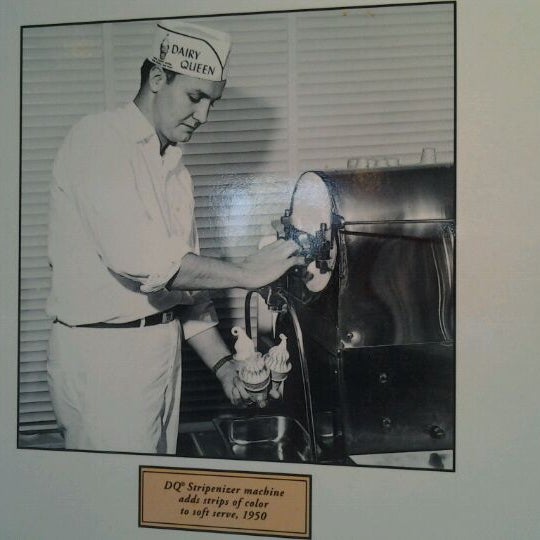 DAIRY
QUEEN
DQ® Stripenizer machine
adds strips of color
to soft serve, 1950